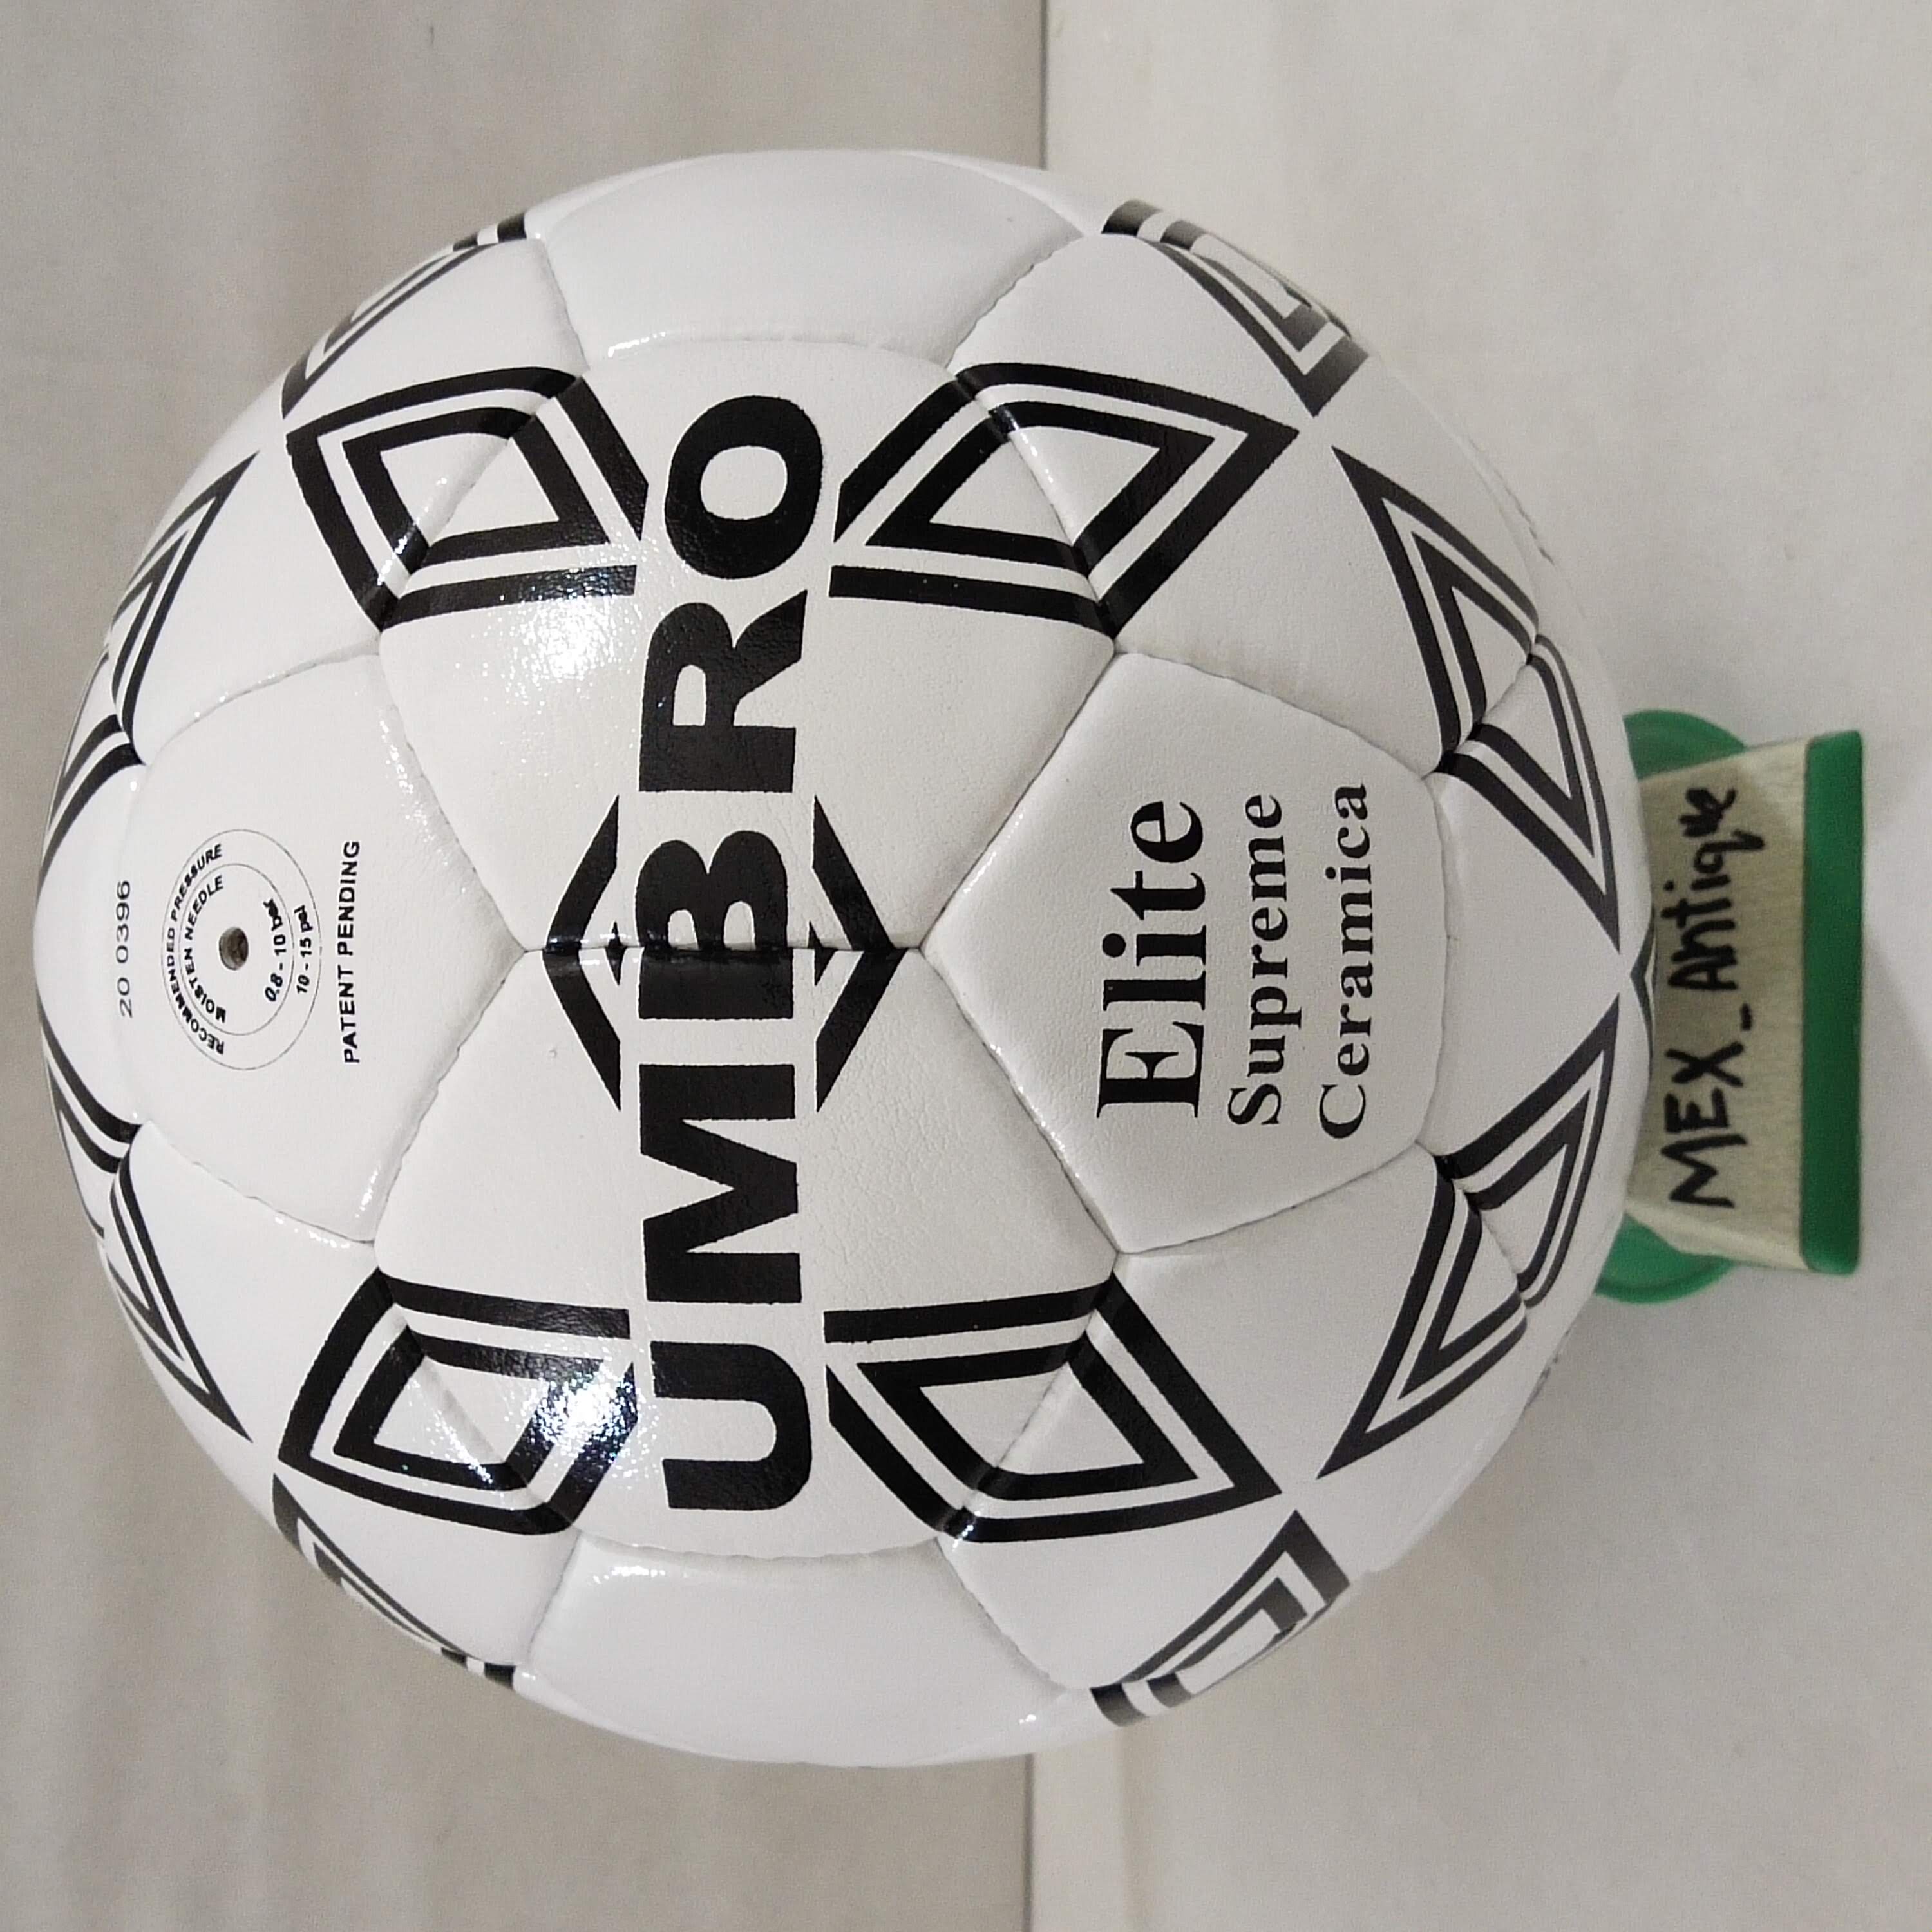 20 0396
RECOMMENDED PRESSURE
MOISTEN NEEDLE
0,8 - 10 bar
10 - 15 psi
PATENT PENDING
UMBRO
Elite
Supreme
Ceramica
MEX_Antique